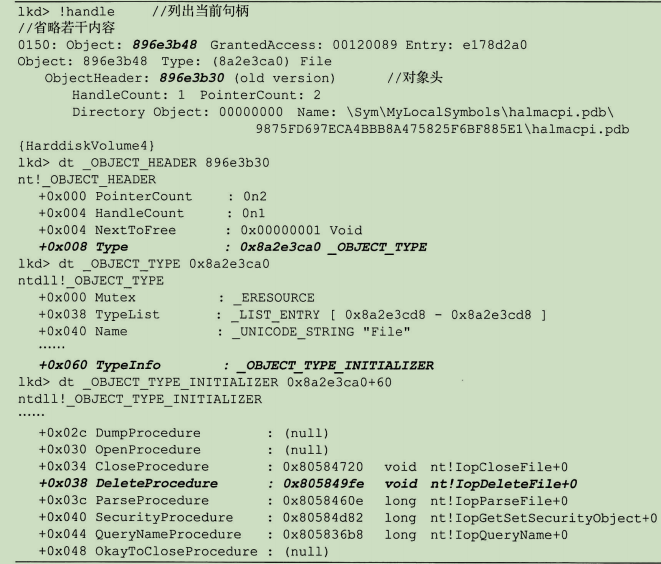 lkd> !handle //列出当前句柄
//省略若干内容
0150: Object: 896e3b48 GrantedAccess: 00120089 Entry: e178d2a0
Object: 896e3b48 Type: (8a2e3ca0) File
ObjectHeader: 896e3b30 (old version) //对象头
HandleCount: 1 PointerCount: 2
Directory Object: 00000000 Name: \Sym\MyLocalSymbols\halmacpi.pdb\
9875FD697ECA4BBB8A475825F6BF885E1\halmacpi.pdb
{HarddiskVolume4}
lkd> dt _OBJECT_HEADER 896e3b30
nt!_OBJECT_HEADER
+0x000 PointerCount : 0n2
+0x004 HandleCount : 0n1
+0x004 NextToFree : 0x00000001 Void
+0x008 Type : 0x8a2e3ca0 _OBJECT_TYPE
lkd> dt _OBJECT_TYPE 0x8a2e3ca0
ntdll!_OBJECT_TYPE
+0x000 Mutex : _ERESOURCE
+0x038 TypeList : _LIST_ENTRY [ 0x8a2e3cd8 - 0x8a2e3cd8 ]
+0x040 Name : _UNICODE_STRING "File"
……
+0x060 TypeInfo : _OBJECT_TYPE_INITIALIZER
lkd> dt _OBJECT_TYPE_INITIALIZER 0x8a2e3ca0+60
ntdll!_OBJECT_TYPE_INITIALIZER
……
+0x02c DumpProcedure : (null)
+0x030 OpenProcedure : (null)
+0x034 CloseProcedure : 0x80584720 void nt!IopCloseFile+0
+0x038 DeleteProcedure : 0x805849fe void nt!IopDeleteFile+0
+0x03c ParseProcedure : 0x8058460e long nt!IopParseFile+0
+0x040 SecurityProcedure : 0x80584d82 long nt!IopGetSetSecurityObject+0
+0x044 QueryNameProcedure : 0x805836b8 long nt!IopQueryName+0
+0x048 OkayToCloseProcedure : (null)